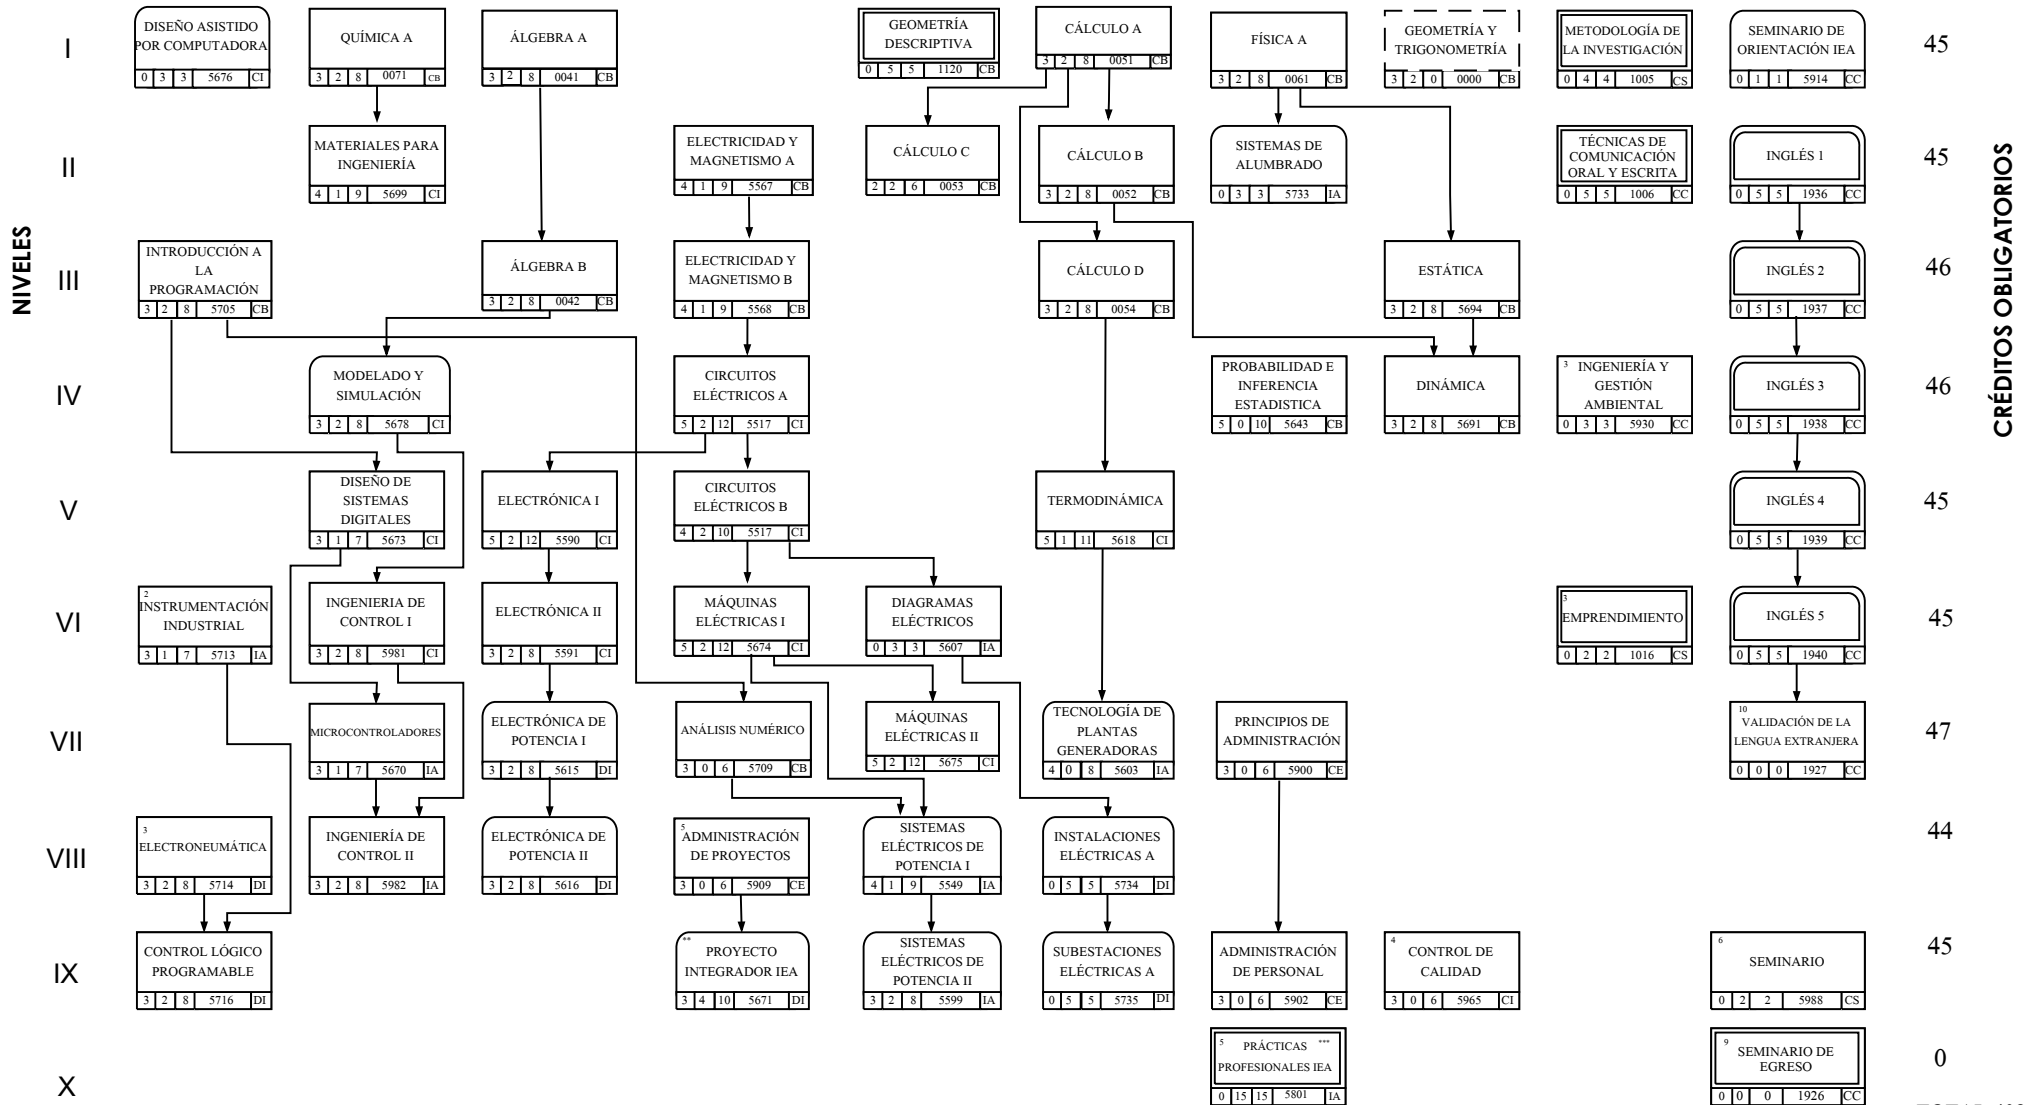 NIVELES
CRÉDITOS OBLIGATORIOS
I
DISEÑO ASISTIDO
POR COMPUTADORA
0 3 3 5676 CI
QUÍMICA A
3 2 8 0071 CB
ÁLGEBRA A
3 2 8 0041 CB
GEOMETRÍA
DESCRIPTIVA
0 5 5 1120 CB
CÁLCULO A
3 2 8 0051 CB
FÍSICA A
3 2 8 0061 CB
GEOMETRÍA Y
TRIGONOMETRÍA
3 2 0 0000 CB
METODOLOGÍA DE
LA INVESTIGACIÓN
0 4 4 1005 CS
SEMINARIO DE
ORIENTACIÓN IEA
0 1 1 5914 CC
45
II
MATERIALES PARA
INGENIERÍA
4 1 9 5699 CI
ELECTRICIDAD Y
MAGNETISMO A
4 1 9 5567 CB
CÁLCULO C
2 2 6 0053 CB
CÁLCULO B
3 2 8 0052 CB
SISTEMAS DE
ALUMBRADO
0 3 3 5733 IA
TÉCNICAS DE
COMUNICACIÓN
ORAL Y ESCRITA
0 5 5 1006 CC
INGLÉS 1
0 5 5 1936 CC
45
III
INTRODUCCIÓN A
LA
PROGRAMACIÓN
3 2 8 5705 CB
ÁLGEBRA B
3 2 8 0042 CB
ELECTRICIDAD Y
MAGNETISMO B
4 1 9 5568 CB
CÁLCULO D
3 2 8 0054 CB
ESTÁTICA
3 2 8 5694 CB
INGLÉS 2
0 5 5 1937 CC
46
IV
MODELADO Y
SIMULACIÓN
3 2 8 5678 CI
CIRCUITOS
ELÉCTRICOS A
5 2 12 5517 CI
PROBABILIDAD E
INFERENCIA
ESTADISTICA
5 0 10 5643 CB
DINÁMICA
3 2 8 5691 CB
3 INGENIERÍA Y
GESTIÓN
AMBIENTAL
0 3 3 5930 CC
INGLÉS 3
0 5 5 1938 CC
46
V
DISEÑO DE
SISTEMAS
DIGITALES
3 1 7 5673 CI
ELECTRÓNICA I
5 2 12 5590 CI
CIRCUITOS
ELÉCTRICOS B
4 2 10 5517 CI
TERMODINÁMICA
5 1 11 5618 CI
INGLÉS 4
0 5 5 1939 CC
45
VI
2
INSTRUMENTACIÓN
INDUSTRIAL
3 1 7 5713 IA
INGENIERIA DE
CONTROL I
3 2 8 5981 CI
ELECTRÓNICA II
3 2 8 5591 CI
MÁQUINAS
ELÉCTRICAS I
5 2 12 5674 CI
DIAGRAMAS
ELÉCTRICOS
0 3 3 5607 IA
3
EMPRENDIMIENTO
0 2 2 1016 CS
INGLÉS 5
0 5 5 1940 CC
45
VII
MICROCONTROLADORES
3 1 7 5670 IA
ELECTRÓNICA DE
POTENCIA I
3 2 8 5615 DI
ANÁLISIS NUMÉRICO
3 0 6 5709 CB
MÁQUINAS
ELÉCTRICAS II
5 2 12 5675 CI
TECNOLOGÍA DE
PLANTAS
GENERADORAS
4 0 8 5603 IA
PRINCIPIOS DE
ADMINISTRACIÓN
3 0 6 5900 CE
10
VALIDACIÓN DE LA
LENGUA EXTRANJERA
0 0 0 1927 CC
47
VIII
3
ELECTRONEUMÁTICA
3 2 8 5714 DI
INGENIERÍA DE
CONTROL II
3 2 8 5982 IA
ELECTRÓNICA DE
POTENCIA II
3 2 8 5616 DI
5
ADMINISTRACIÓN
DE PROYECTOS
3 0 6 5909 CE
SISTEMAS
ELÉCTRICOS DE
POTENCIA I
4 1 9 5549 IA
INSTALACIONES
ELÉCTRICAS A
0 5 5 5734 DI
44
IX
CONTROL LÓGICO
PROGRAMABLE
3 2 8 5716 DI
**
PROYECTO
INTEGRADOR IEA
3 4 10 5671 DI
SISTEMAS
ELÉCTRICOS DE
POTENCIA II
3 2 8 5599 IA
SUBESTACIONES
ELÉCTRICAS A
0 5 5 5735 DI
ADMINISTRACIÓN
DE PERSONAL
3 0 6 5902 CE
4
CONTROL DE
CALIDAD
3 0 6 5965 CI
6
SEMINARIO
0 2 2 5988 CS
45
X
5 PRÁCTICAS ***
PROFESIONALES IEA
0 15 15 5801 IA
9
SEMINARIO DE
EGRESO
0 0 0 1926 CC
0